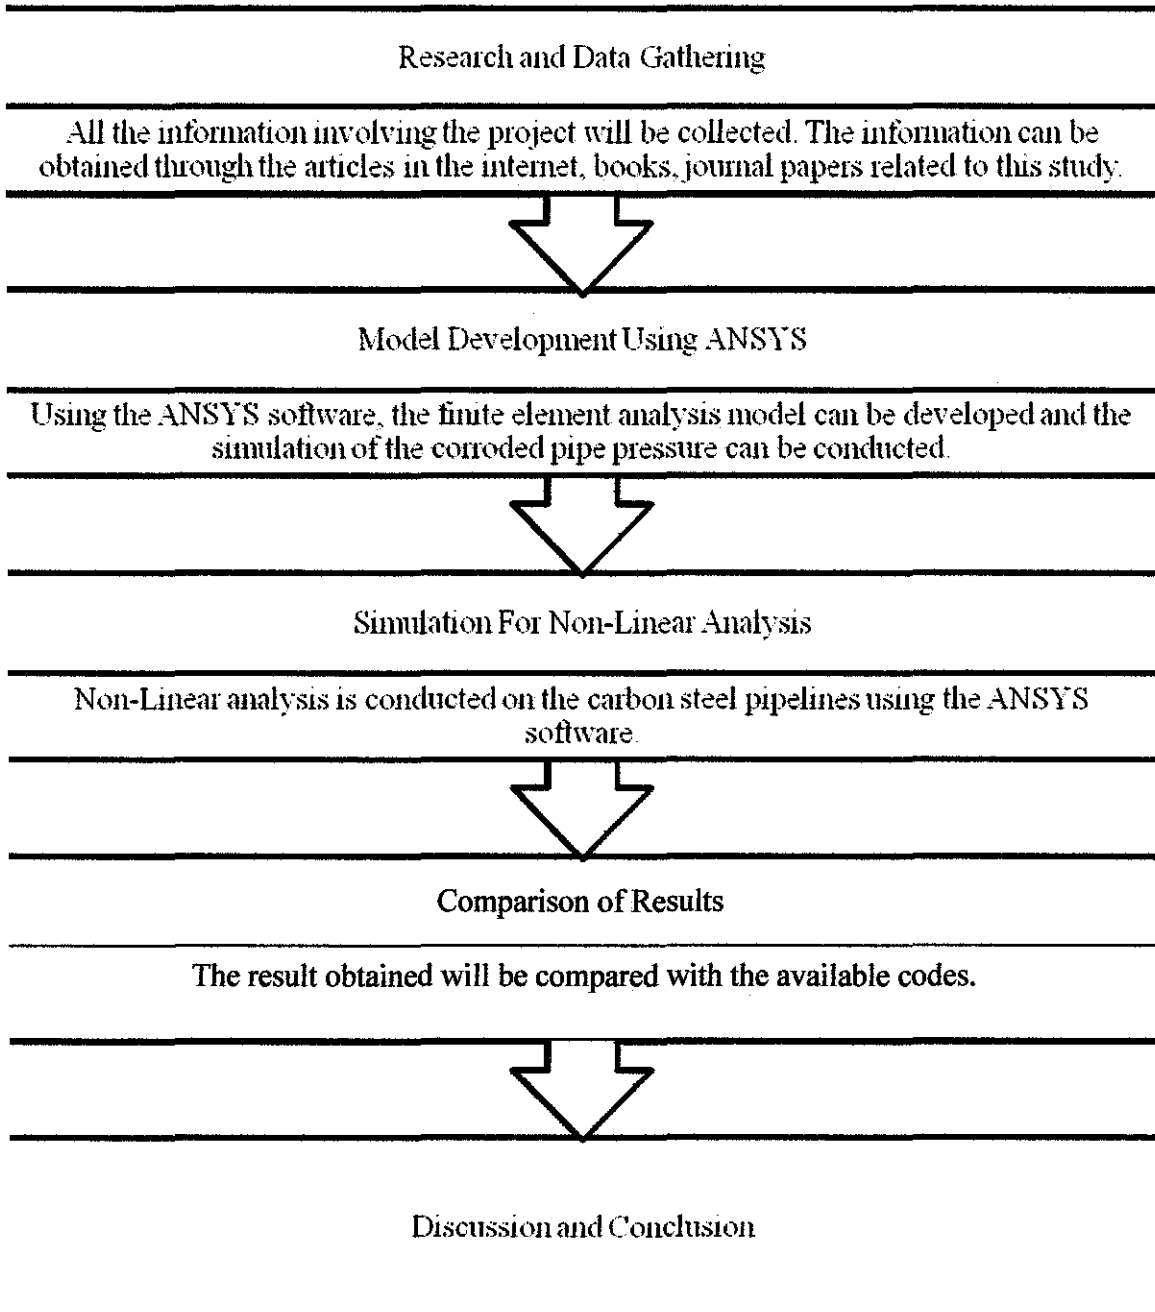 Research and Data Gathering
All the information involving the project will be collected. The information can be
obtained through the articles in the internet, books, journal papers related to this study.
Model Development Using ANSYS
Using the ANSYS software, the finite element analysis model can be developed and the
simulation of the corroded pipe pressure can be conducted.
Simulation For Non-Linear Analysis
Non-Linear analysis is conducted on the carbon steel pipelines using the ANSYS
software.
Comparison of Results
The result obtained will be compared with the available codes.
Discussion and Conclusion